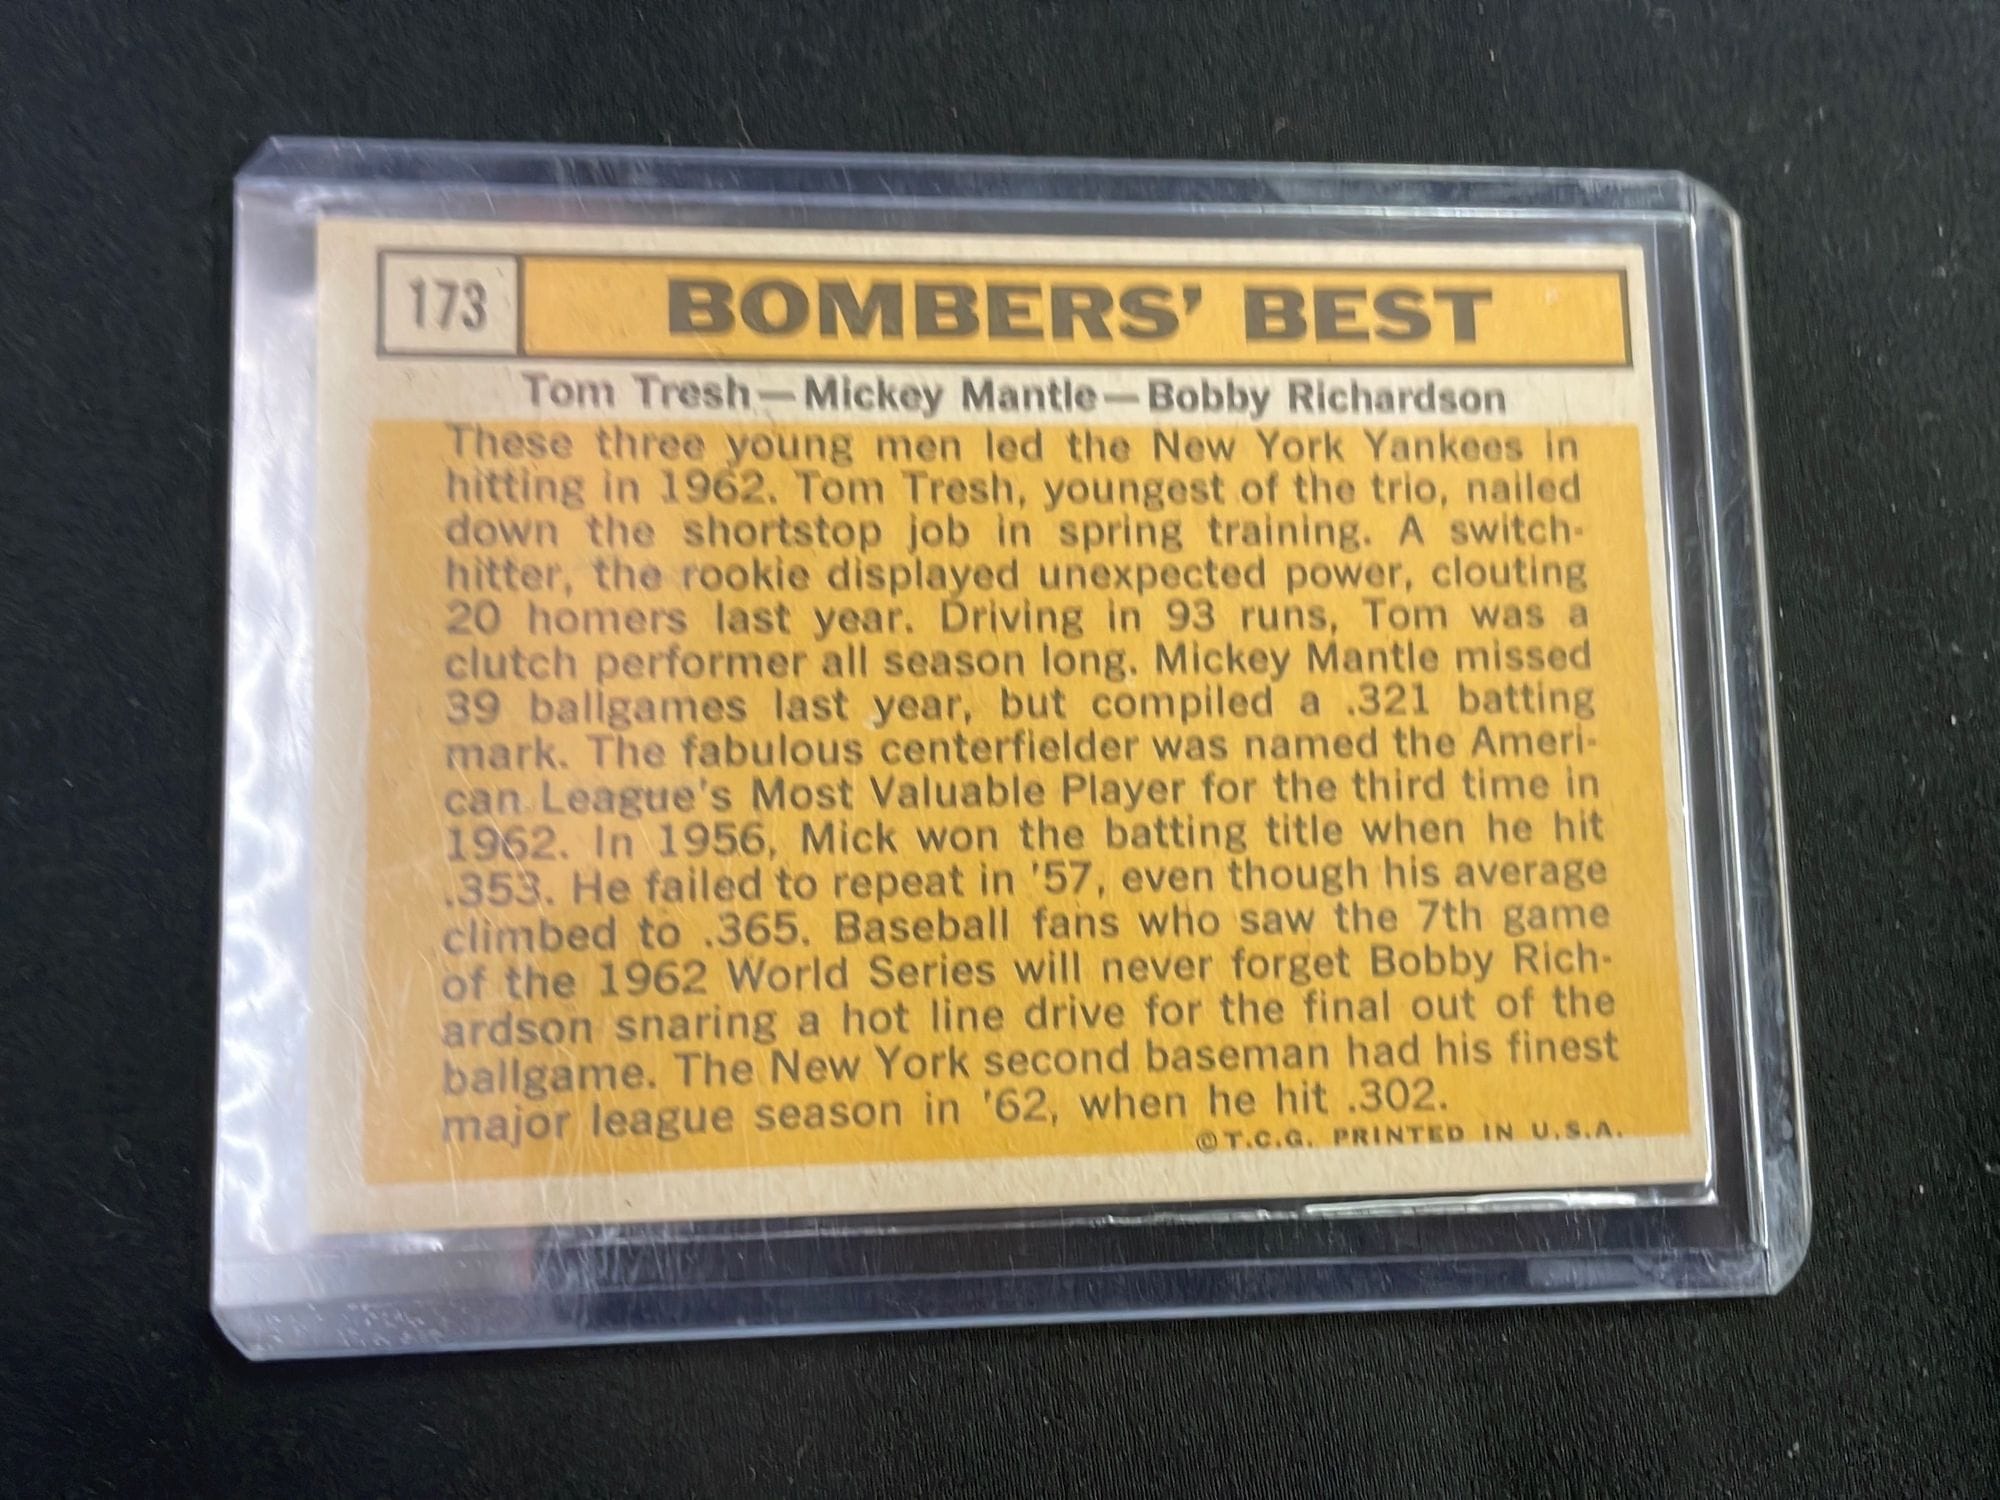 173
BOMBERS' BEST
Tom Tresh—Mickey Mantle—Bobby Richardson
These three young men led the New York Yankees in
hitting in 1962. Tom Tresh, youngest of the trio, nailed
down the shortstop job in spring training. A switch-
hitter, the rookie displayed unexpected power, clouting
20 homers last year. Driving in 93 runs, Tom was a
clutch performer all season long. Mickey Mantle missed
39 ballgames last year, but compiled a .321 batting
mark. The fabulous centerfielder was named the Ameri-
can League's Most Valuable Player for the third time in
1962. In 1956, Mick won the batting title when he hit
.353. He failed to repeat in '57, even though his average
climbed to .365. Baseball fans who saw the 7th game
of the 1962 World Series will never forget Bobby Rich-
ardson snaring a hot line drive for the final out of the
ballgame. The New York second baseman had his finest
major league season in '62, when he hit .302.
©T.C.G. PRINTED IN U.S.A.